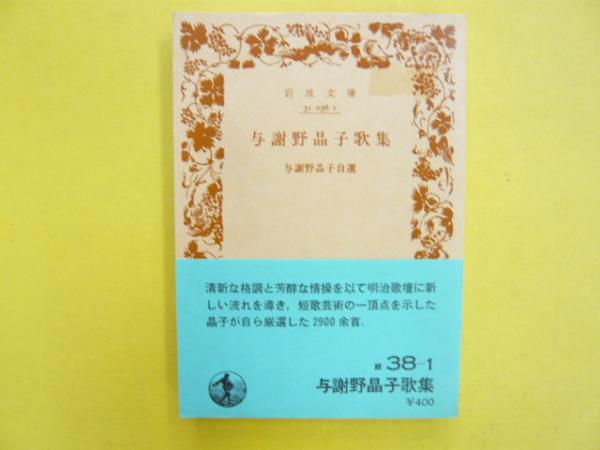 岩波文庫
31-038-1
与謝野晶子歌集
与謝野晶子自選
清新な格調と芳醇な情操を以て明治歌壇に新
しい流れを導き，短歌芸術の一頂点を示した
晶子が自ら厳選した2900余首．
緑 38-1
与謝野晶子歌集
￥400